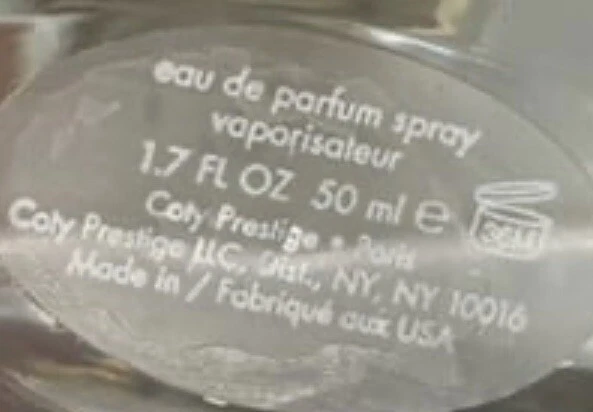 eau de parfum spray
vaporisateur
1.7 FL OZ 50 ml e
36M
Coty Prestige • Paris
Coty Prestige LLC, Dist., NY, NY 10016
Made in / Fabriqué aux USA